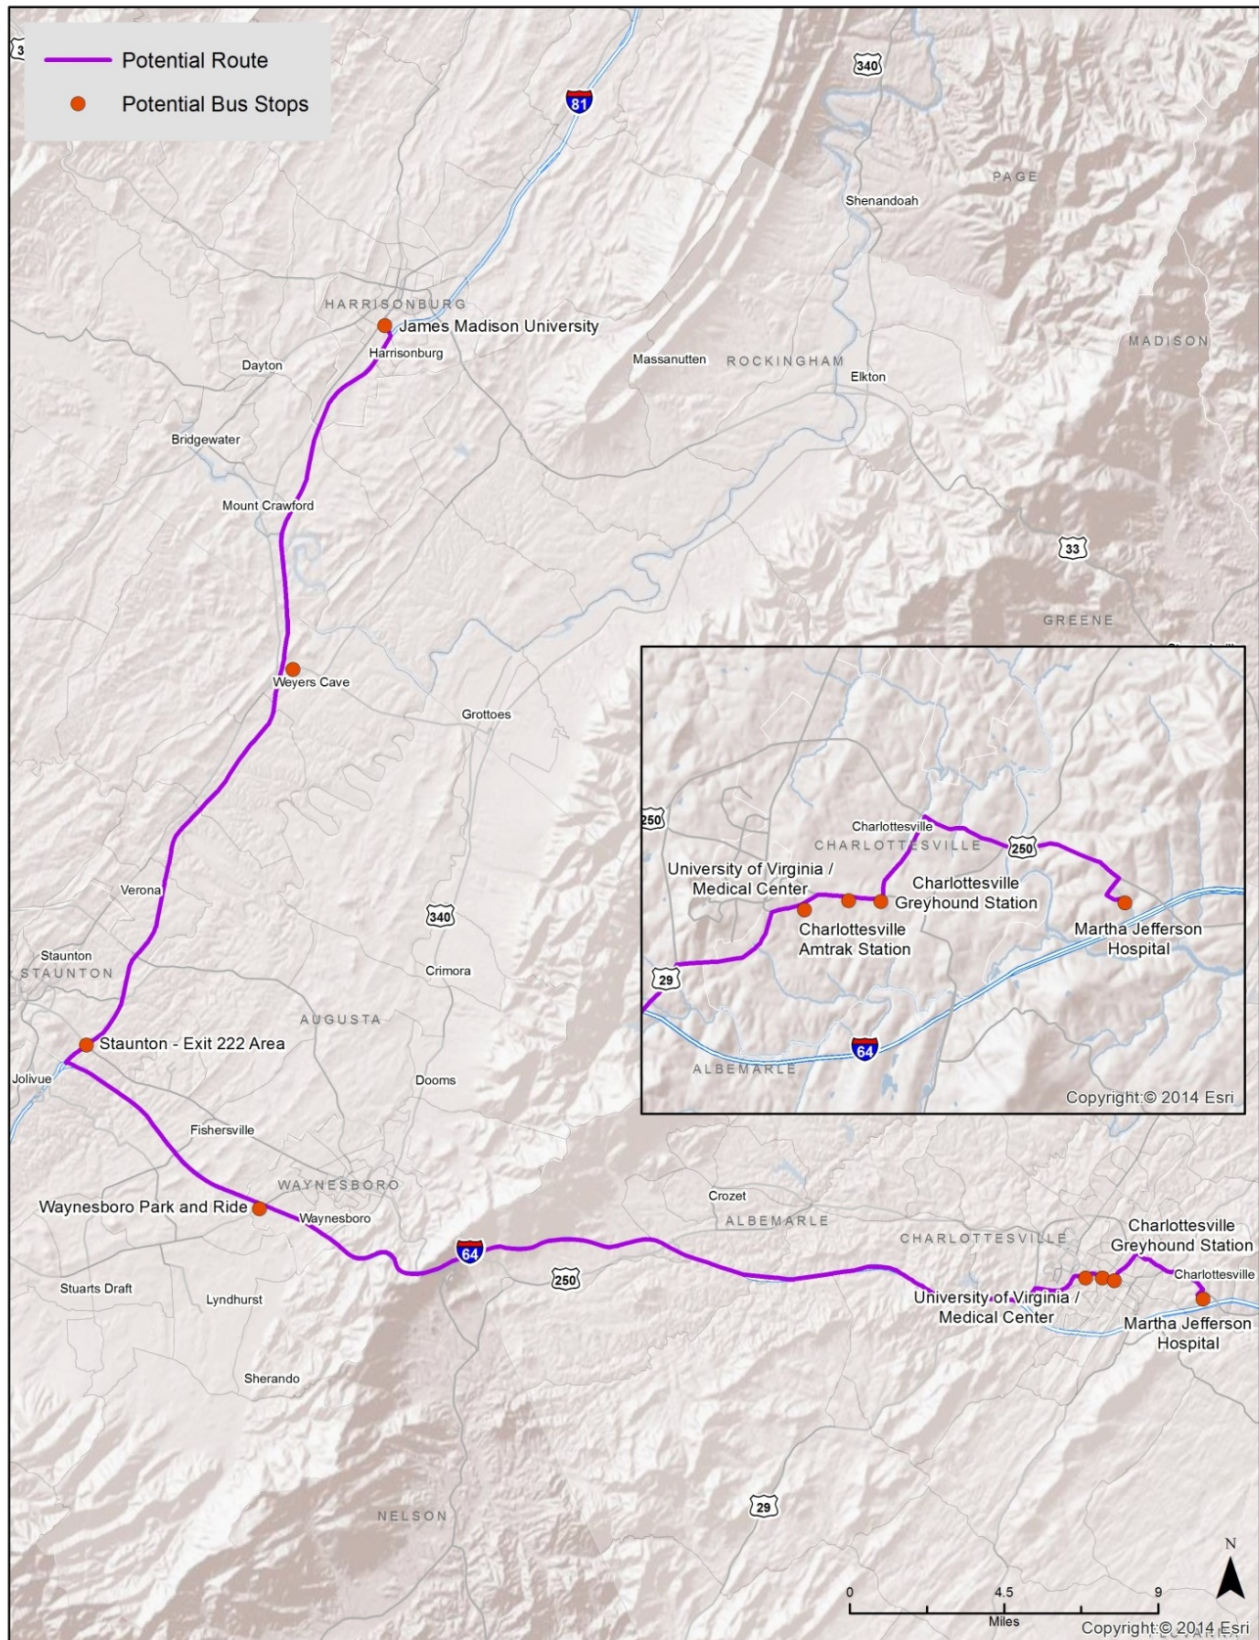 3
Potential Route
Potential Bus Stops
81
340
PAGE
Shenandoah
HARRISONBURG
James Madison University
Harrisonburg
MADISON
Massanutten
ROCKINGHAM
Dayton
Elkton
Bridgewater
Mount Crawford
33
GREENE
Weyers Cave
Grottoes
250
Charlottesville
CHARLOTTESVILLE
250
University of Virginia /
Medical Center
Charlottesville
Greyhound Station
Charlottesville
Amtrak Station
Martha Jefferson
Hospital
29
64
ALBEMARLE
Copyright:© 2014 Esri
Verona
340
Staunton
STAUNTON
Crimora
AUGUSTA
Staunton - Exit 222 Area
Jolivue
Dooms
Fishersville
WAYNESBORO
Waynesboro Park and Ride
Waynesboro
Crozet
ALBEMARLE
CHARLOTTESVILLE
Charlottesville
Greyhound Station
64
250
Charlottesville
Stuarts Draft
Lyndhurst
University of Virginia /
Medical Center
Martha Jefferson
Hospital
Sherando
29
NELSON
N
0 4.5 9
Miles
Copyright:© 2014 Esri